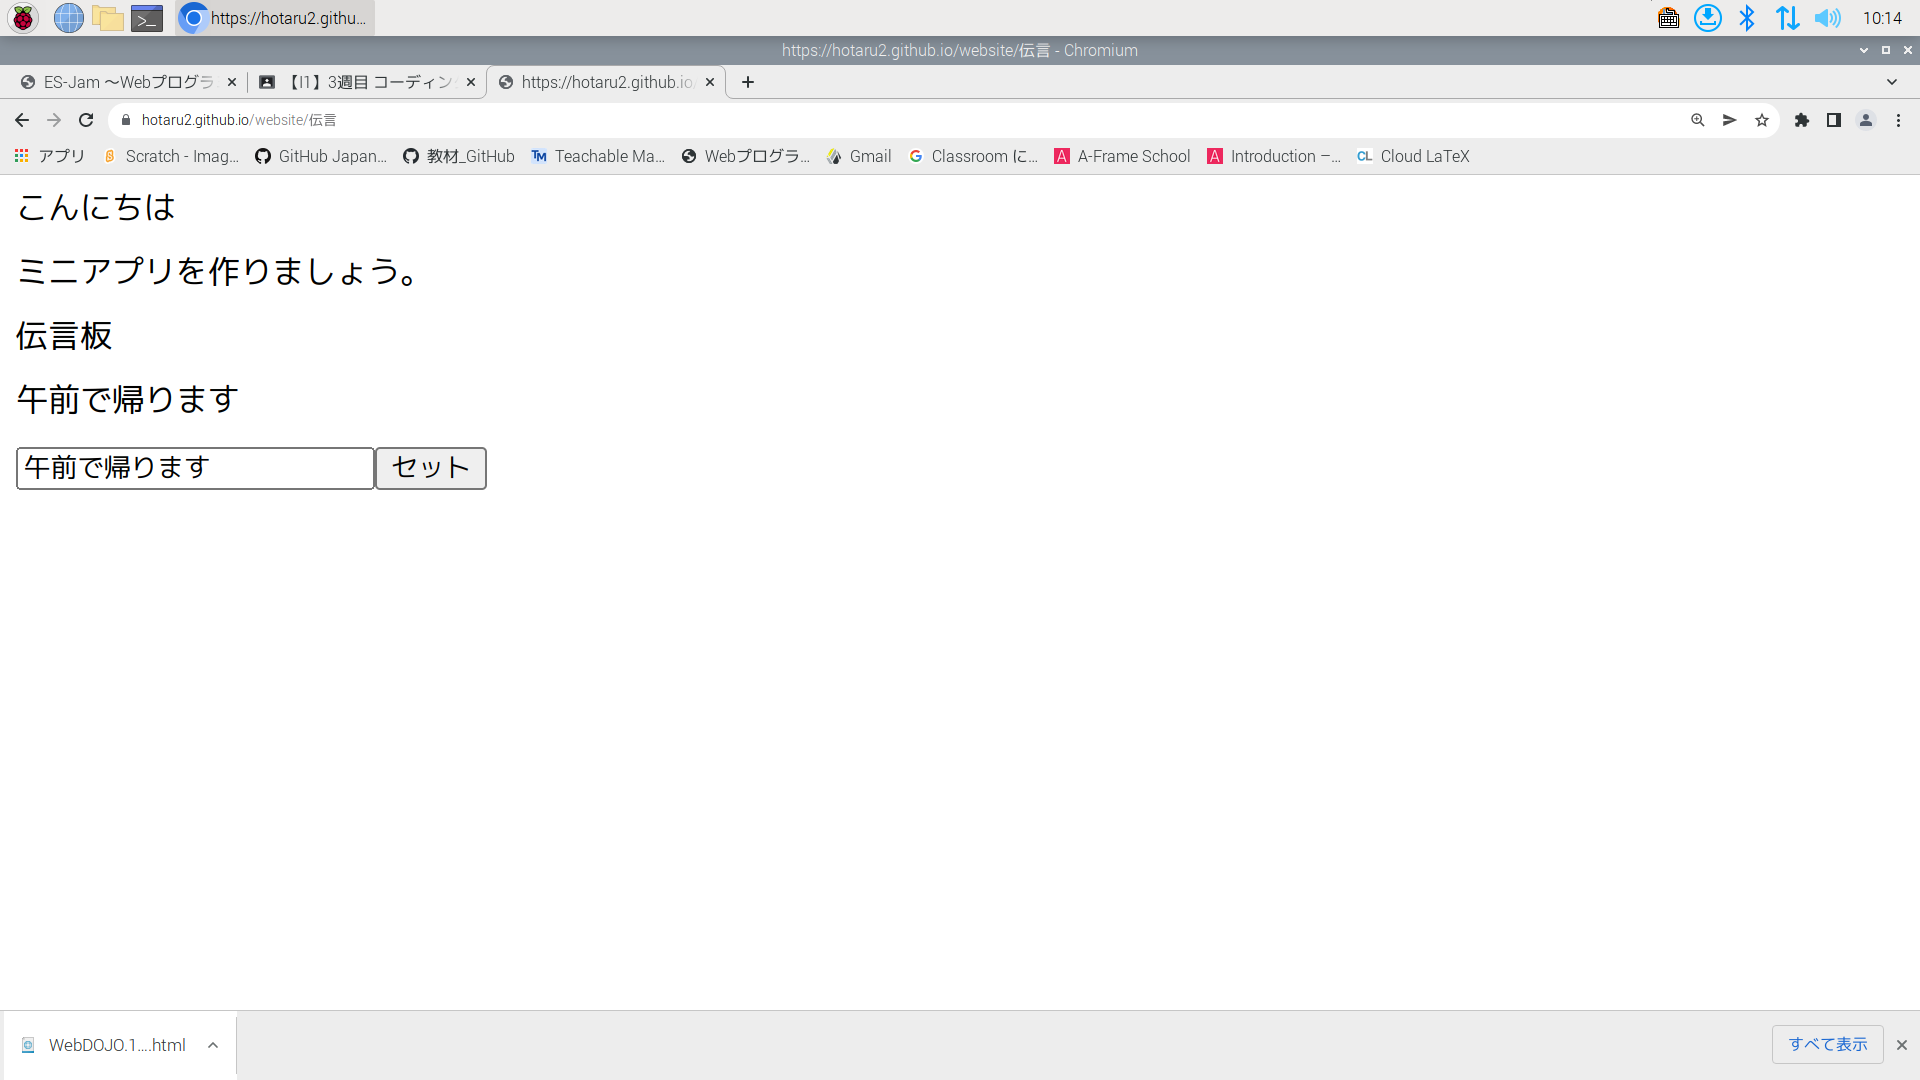 https://hotaru2.githu...
10:14
https://hotaru2.github.io/website/伝言 - Chromium
ES-Jam ～Webプログラ
【I1】3週目 コーディン
https://hotaru2.github.io/
hotaru2.github.io/website/伝言
アプリ
Scratch - Imag...
GitHub Japan...
教材_GitHub
Teachable Ma...
Webプログラ...
Gmail
Classroom に...
A-Frame School
Introduction –...
Cloud LaTeX
こんにちは
ミニアプリを作りましょう。
伝言板
午前で帰ります
午前で帰ります セット
WebDOJO.1....html
すべて表示